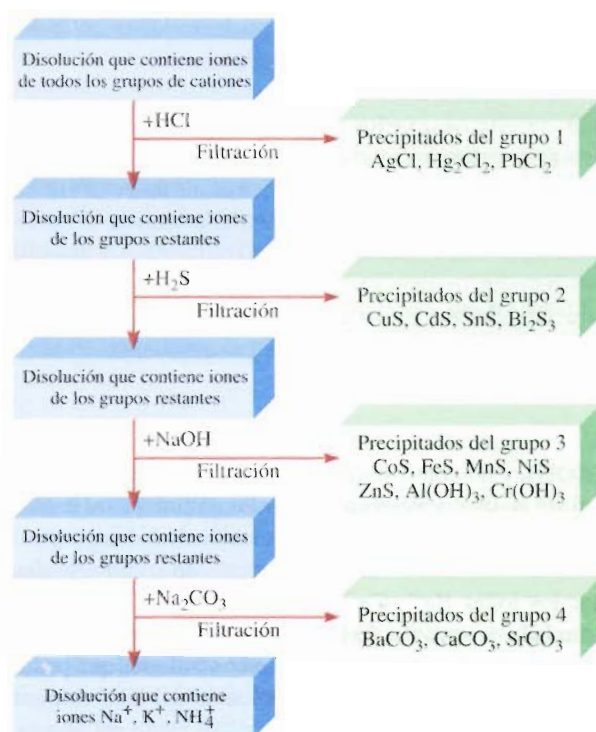 Disolución que contiene iones
de todos los grupos de cationes
+HCl
Filtración
Precipitados del grupo 1
AgCl, Hg₂Cl₂, PbCl₂
Disolución que contiene iones
de los grupos restantes
+H₂S
Filtración
Precipitados del grupo 2
CuS, CdS, SnS, Bi₂S₃
Disolución que contiene iones
de los grupos restantes
+NaOH
Filtración
Precipitados del grupo 3
CoS, FeS, MnS, NiS
ZnS, Al(OH)₃, Cr(OH)₃
Disolución que contiene iones
de los grupos restantes
+Na₂CO₃
Filtración
Precipitados del grupo 4
BaCO₃, CaCO₃, SrCO₃
Disolución que contiene
iones Na⁺, K⁺, NH₄⁺